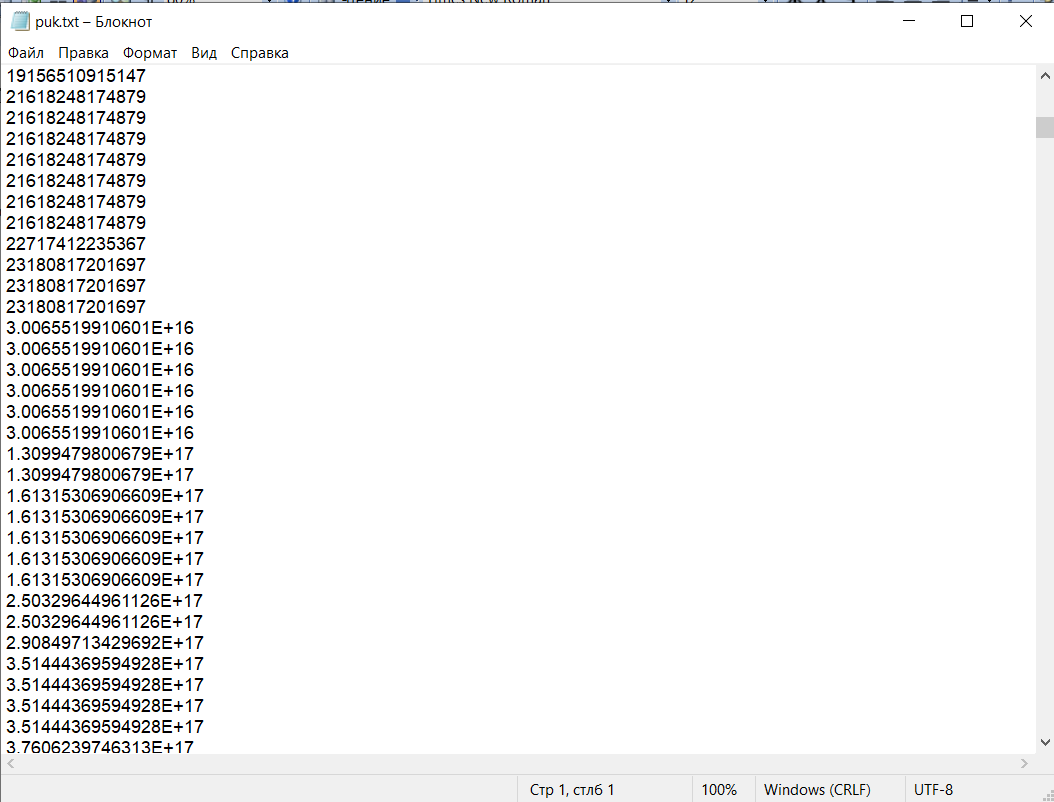 puk.txt – Блокнот
Файл Правка Формат Вид Справка
19156510915147
21618248174879
21618248174879
21618248174879
21618248174879
21618248174879
21618248174879
21618248174879
22717412235367
23180817201697
23180817201697
23180817201697
3.0065519910601E+16
3.0065519910601E+16
3.0065519910601E+16
3.0065519910601E+16
3.0065519910601E+16
3.0065519910601E+16
1.3099479800679E+17
1.3099479800679E+17
1.61315306906609E+17
1.61315306906609E+17
1.61315306906609E+17
1.61315306906609E+17
1.61315306906609E+17
2.50329644961126E+17
2.50329644961126E+17
2.90849713429692E+17
3.51444369594928E+17
3.51444369594928E+17
3.51444369594928E+17
3.51444369594928E+17
3.7606239746313E+17
Стр 1, стлб 1 100% Windows (CRLF) UTF-8